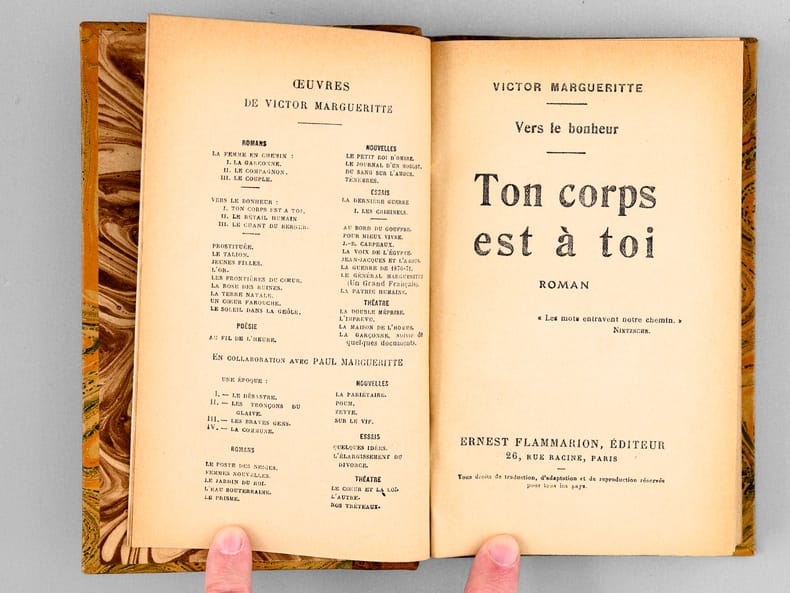 ŒUVRES
DE VICTOR MARGUERITTE
ROMANS
LA FEMME EN CHEMIN :
I. LA GARÇONNE.
II. LE COMPAGNON.
III. LE COUPLE.
VERS LE BONHEUR :
I. TON CORPS EST A TOI.
II. LE BÉTAIL HUMAIN
III. LE CHANT DU BERGER.
PROSTITUÉE.
LE TALION.
JEUNES FILLES.
L'OR.
LES FRONTIÈRES DU CŒUR.
LA ROSE DES RUINES.
LA TERRE NATALE.
UN CŒUR FAROUCHE.
LE SOLEIL DANS LA GEÔLE.
POÉSIE
AU FIL DE L'HEURE.
NOUVELLES
LE PETIT ROI D'OMBRE.
LE JOURNAL D'UN
DU SANG SUR L'AMOUR.
TÉNÈBRES.
ESSAIS
LA DERNIÈRE GUERRE
I. LES CRIMINELS.
AU BORD DU GOUFFRE.
POUR MIEUX VIVRE.
J.-B. CARPEAUX.
LA VOIX DE L'ÉGYPTE.
JEAN-JACQUES ET L'AMOUR.
LA GUERRE DE 1870-71.
LE GÉNÉRAL MARGUERITTE
(Un Grand Français).
LA PATRIE HUMAINE.
THÉATRE
LA DOUBLE MÉPRISE.
L'IMPRÉVU.
LA MAISON DE L'HOMME.
LA GARÇONNE, suivie de
quelques documents.
EN COLLABORATION AVEC PAUL MARGUERITTE
UNE ÉPOQUE :
I. — LE DÉSASTRE.
II. — LES TRONÇONS DU
GLAIVE.
III. — LES BRAVES GENS.
IV. — LA COMMUNE.
ROMANS
LE POSTE DES NEIGES.
FEMMES NOUVELLES.
LE JARDIN DU ROI.
L'EAU SOUTERRAINE.
LE PRISME.
NOUVELLES
LA PARIÉTAIRE.
POUM.
ZETTE.
SUR LE VIF.
ESSAIS
QUELQUES IDÉES.
L'ÉLARGISSEMENT DU
DIVORCE.
THÉATRE
LE CŒUR ET LA LOI.
L'AUTRE.
NOS TRÉTEAUX.
VICTOR MARGUERITTE
Vers le bonheur
Ton corps
est à toi
ROMAN
« Les mots entravent notre chemin. »
NIETZSCHE.
ERNEST FLAMMARION, ÉDITEUR
26, RUE RACINE, PARIS
Tous droits de traduction, d'adaptation et de reproduction réservés
pour tous les pays.